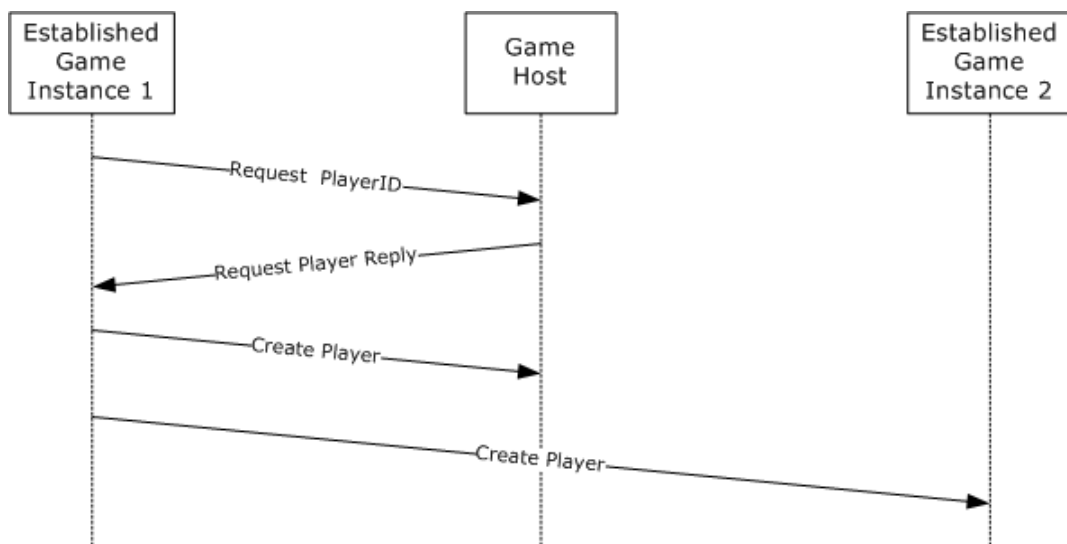 Established
Game
Instance 1
Game
Host
Established
Game
Instance 2
Request PlayerID
Request Player Reply
Create Player
Create Player